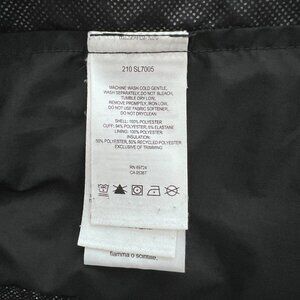 210 SL7005
MACHINE WASH COLD GENTLE,
WASH SEPARATELY, DO NOT BLEACH,
TUMBLE DRY LOW,
REMOVE PROMPTLY, IRON LOW,
DO NOT USE FABRIC SOFTENER,
DO NOT DRYCLEAN
SHELL: 100% POLYESTER
CUFF: 94% POLYESTER, 6% ELASTANE
LINING: 100% POLYESTER
INSULATION:
50% POLYESTER, 50% RECYCLED POLYESTER
EXCLUSIVE OF TRIMMING
fiamma o scintille.